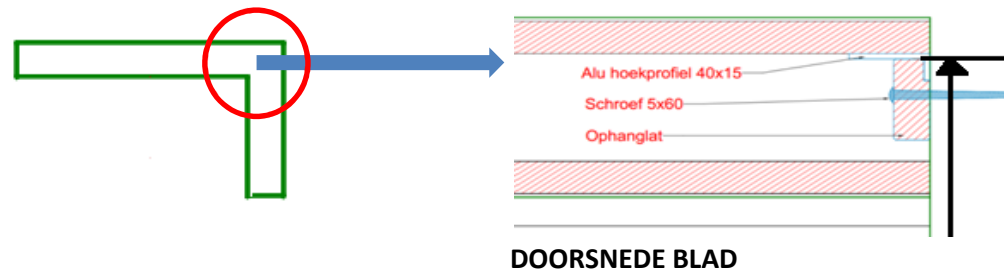 Alu hoekprofiel 40x15
Schroef 5x60
Ophanglat
DOORSNEDE BLAD